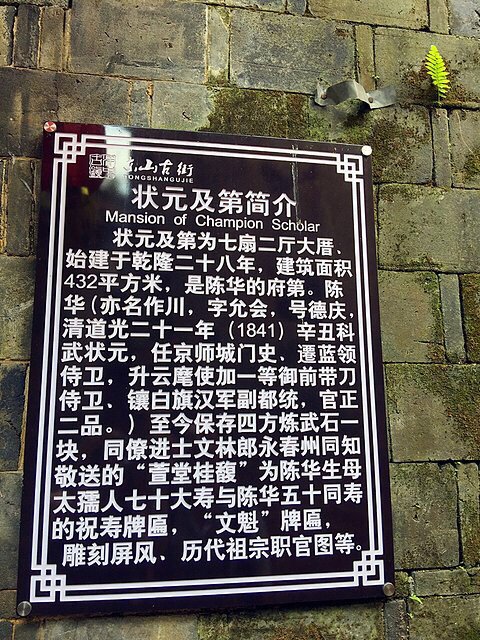 东山古街
DONGSHANGUJIE
状元及第简介
Mansion of Champion Scholar
状元及第为七扇二厅大厝、
始建于乾隆二十八年，建筑面积
432平方米，是陈华的府第。陈
华（亦名作川，字允会，号德庆，
清道光二十一年（1841）辛丑科
武状元，任京师城门史、遷蓝领
侍卫，升云麾使加一等御前带刀
侍卫、镶白旗汉军副都统，官正
二品。）至今保存四方炼武石一
块，同僚进士文林郎永春州同知
敬送的“萱堂桂馥”为陈华生母
太孺人七十大寿与陈华五十同寿
的祝寿牌匾，“文魁”牌匾，
雕刻屏风、历代祖宗职官图等。